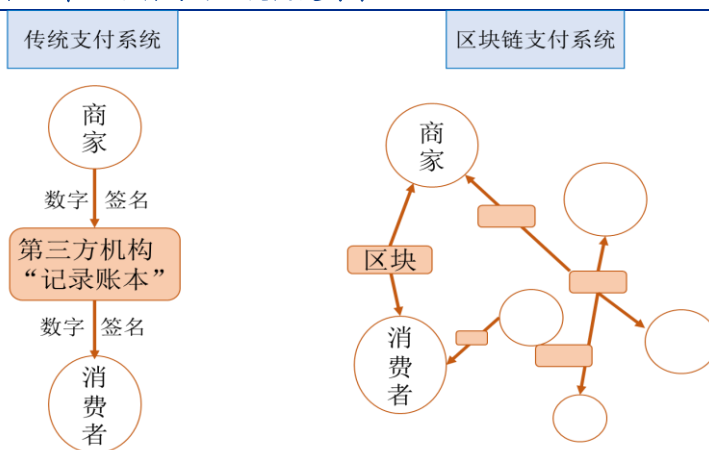 传统支付系统
区块链支付系统
商家
数字 签名
第三方机构
“记录账本”
数字 签名
消费者
商家
区块
消费者